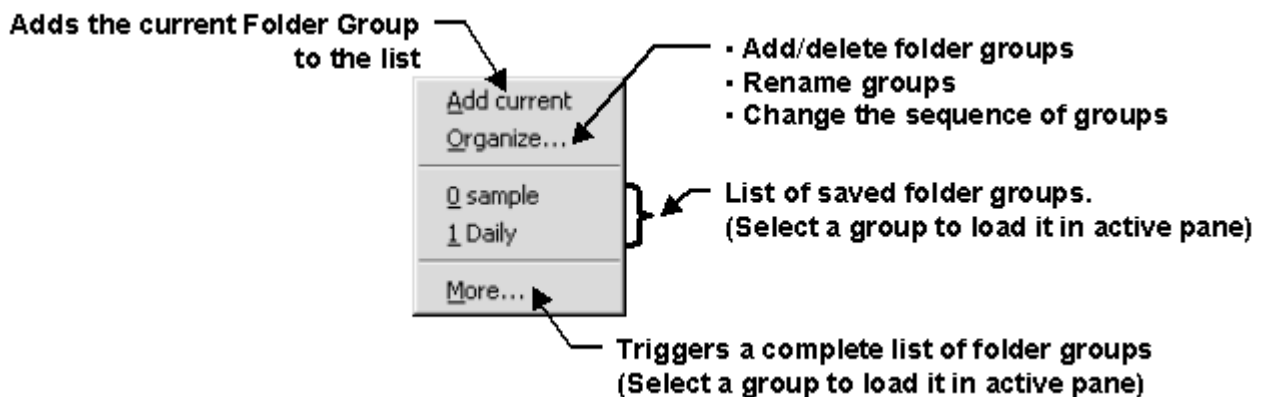 Adds the current Folder Group
to the list
- Add/delete folder groups
- Rename groups
- Change the sequence of groups
Add current
Organize...
0 sample
1 Daily
List of saved folder groups.
(Select a group to load it in active pane)
More...
Triggers a complete list of folder groups
(Select a group to load it in active pane)